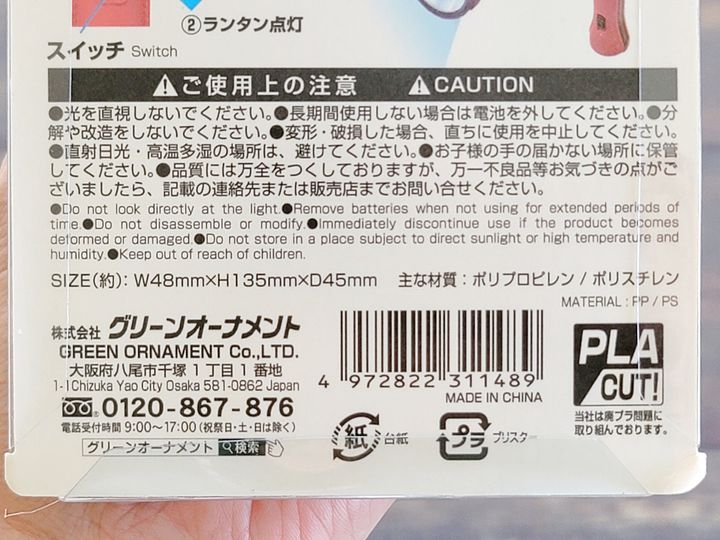 ②ランタン点灯
スイッチ Switch
⚠ご使用上の注意 ⚠CAUTION
●光を直視しないでください。●長期間使用しない場合は電池を外してください。●分
解や改造をしないでください。●変形・破損した場合、直ちに使用を中止してください。
●直射日光・高温多湿の場所は、避けてください。●お子様の手の届かない場所に保管
してください。●品質には万全をつくしておりますが、万一不良品等お気づきの点がご
ざいましたら、記載の連絡先または販売店までお問い合せください。
●Do not look directly at the light.●Remove batteries when not using for extended periods of
time.●Do not disassemble or modify.●Immediately discontinue use if the product becomes
deformed or damaged.●Do not store in a place subject to direct sunlight or high temperature and
humidity.●Keep out of reach of children.
SIZE(約): W48mm×H135mm×D45mm 主な材質：ポリプロピレン / ポリスチレン
MATERIAL : PP / PS
株式会社 グリーンオーナメント
GREEN ORNAMENT Co.,LTD.
大阪府八尾市千塚1丁目1番地
1-1Chizuka Yao City Osaka 581-0862 Japan
0120-867-876
電話受付時間 9:00〜17:00(祝祭日・土・日は除く)
グリーンオーナメント 検索
4 972822 311489
MADE IN CHINA
紙 台紙
プラ ブリスター
PLA
CUT!
当社は廃プラ問題に
取り組んでおります。